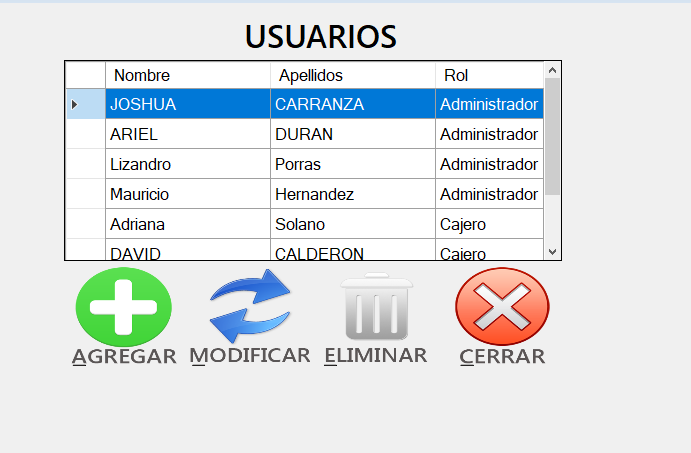 USUARIOS
Nombre Apellidos Rol
JOSHUA CARRANZA Administrador
ARIEL DURAN Administrador
Lizandro Porras Administrador
Mauricio Hernandez Administrador
Adriana Solano Cajero
DAVID CALDERON Cajero
AGREGAR MODIFICAR ELIMINAR CERRAR